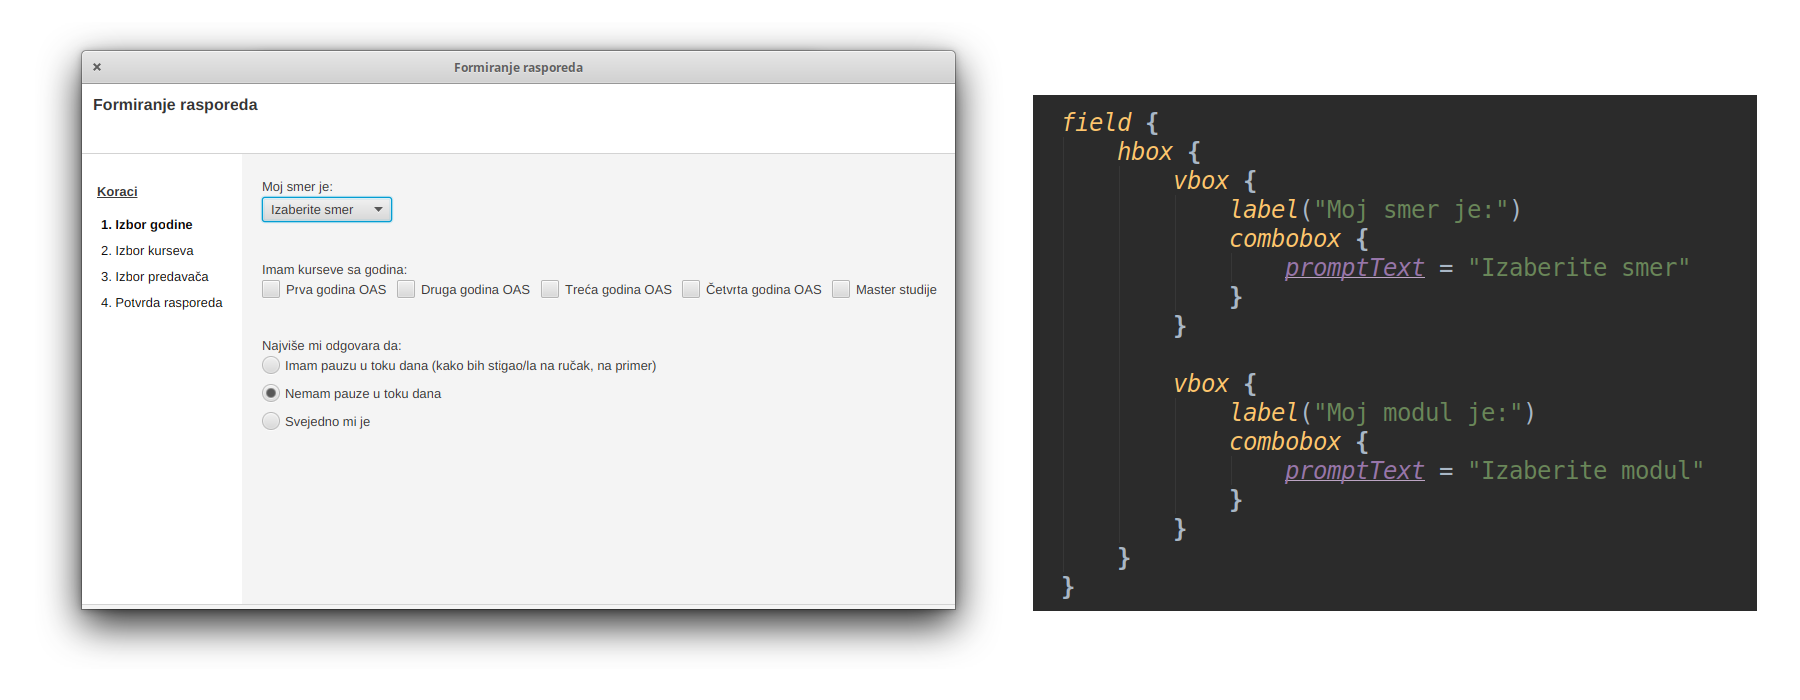 Formiranje rasporeda
Formiranje rasporeda
Koraci
1. Izbor godine
2. Izbor kurseva
3. Izbor predavača
4. Potvrda rasporeda
Moj smer je:
Izaberite smer
Imam kurseve sa godina:
Prva godina OAS Druga godina OAS Treća godina OAS Četvrta godina OAS Master studije
Najviše mi odgovara da:
Imam pauzu u toku dana (kako bih stigao/la na ručak, na primer)
Nemam pauze u toku dana
Svejedno mi je
field {
hbox {
vbox {
label("Moj smer je:")
combobox {
promptText = "Izaberite smer"
}
}
vbox {
label("Moj modul je:")
combobox {
promptText = "Izaberite modul"
}
}
}
}